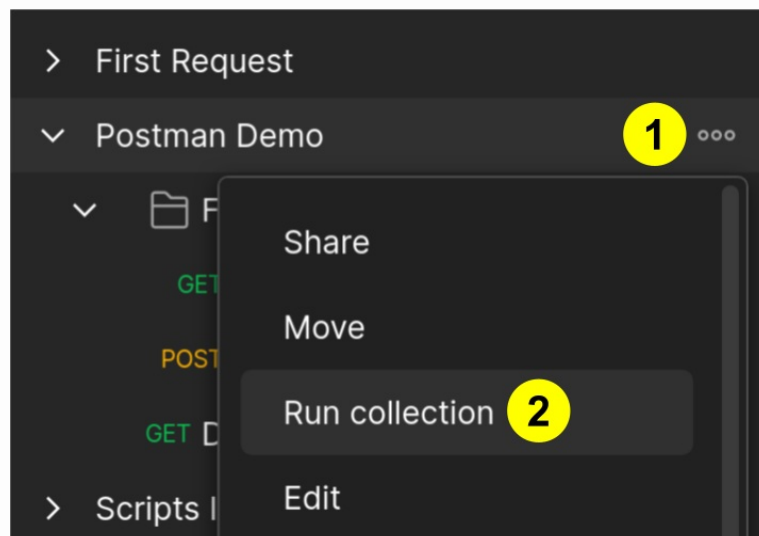 First Request
Postman Demo 1
F
Share
GET
Move
POST
Run collection 2
GET D
Edit
Scripts I